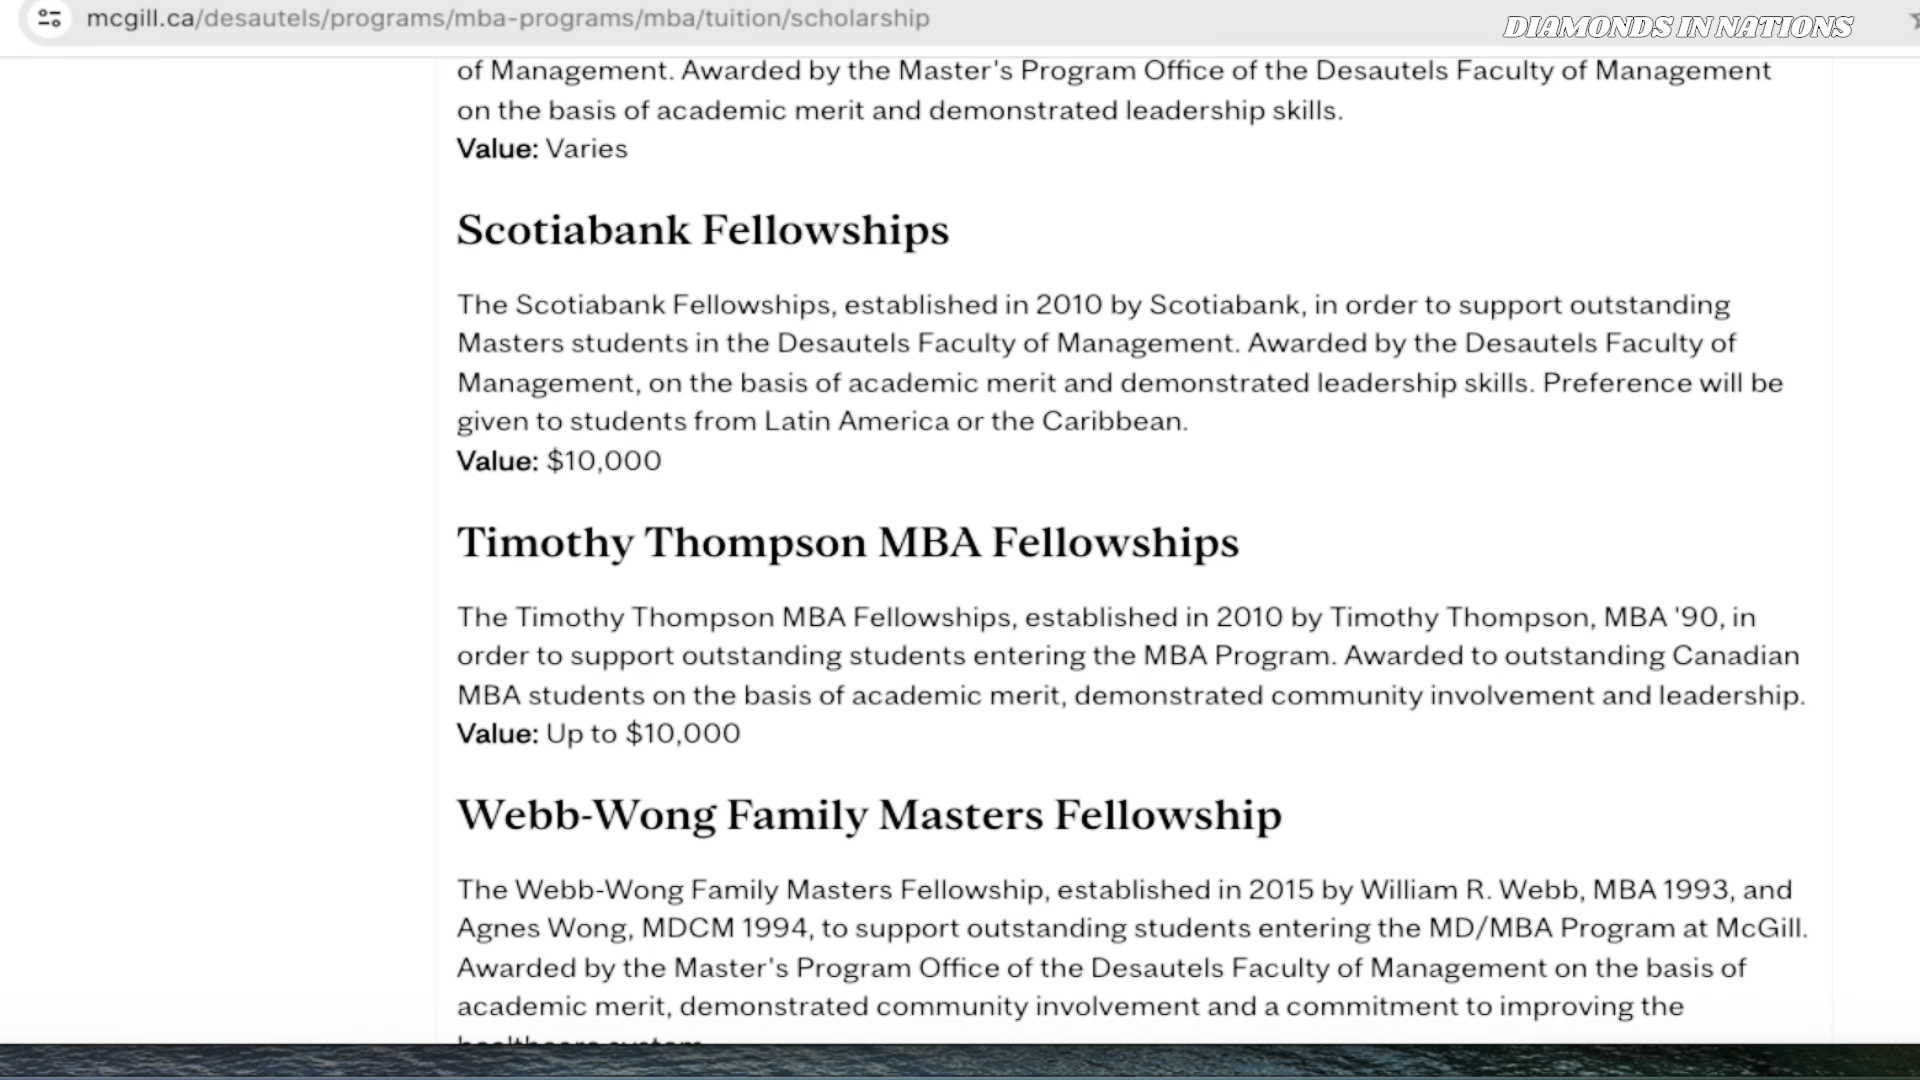 mcgill.ca/desautels/programs/mba-programs/mba/tuition/scholarship
DIAMONDS IN NATIONS
of Management. Awarded by the Master's Program Office of the Desautels Faculty of Management
on the basis of academic merit and demonstrated leadership skills.
Value: Varies
Scotiabank Fellowships
The Scotiabank Fellowships, established in 2010 by Scotiabank, in order to support outstanding
Masters students in the Desautels Faculty of Management. Awarded by the Desautels Faculty of
Management, on the basis of academic merit and demonstrated leadership skills. Preference will be
given to students from Latin America or the Caribbean.
Value: $10,000
Timothy Thompson MBA Fellowships
The Timothy Thompson MBA Fellowships, established in 2010 by Timothy Thompson, MBA '90, in
order to support outstanding students entering the MBA Program. Awarded to outstanding Canadian
MBA students on the basis of academic merit, demonstrated community involvement and leadership.
Value: Up to $10,000
Webb-Wong Family Masters Fellowship
The Webb-Wong Family Masters Fellowship, established in 2015 by William R. Webb, MBA 1993, and
Agnes Wong, MDCM 1994, to support outstanding students entering the MD/MBA Program at McGill.
Awarded by the Master's Program Office of the Desautels Faculty of Management on the basis of
academic merit, demonstrated community involvement and a commitment to improving the
healthcare system.